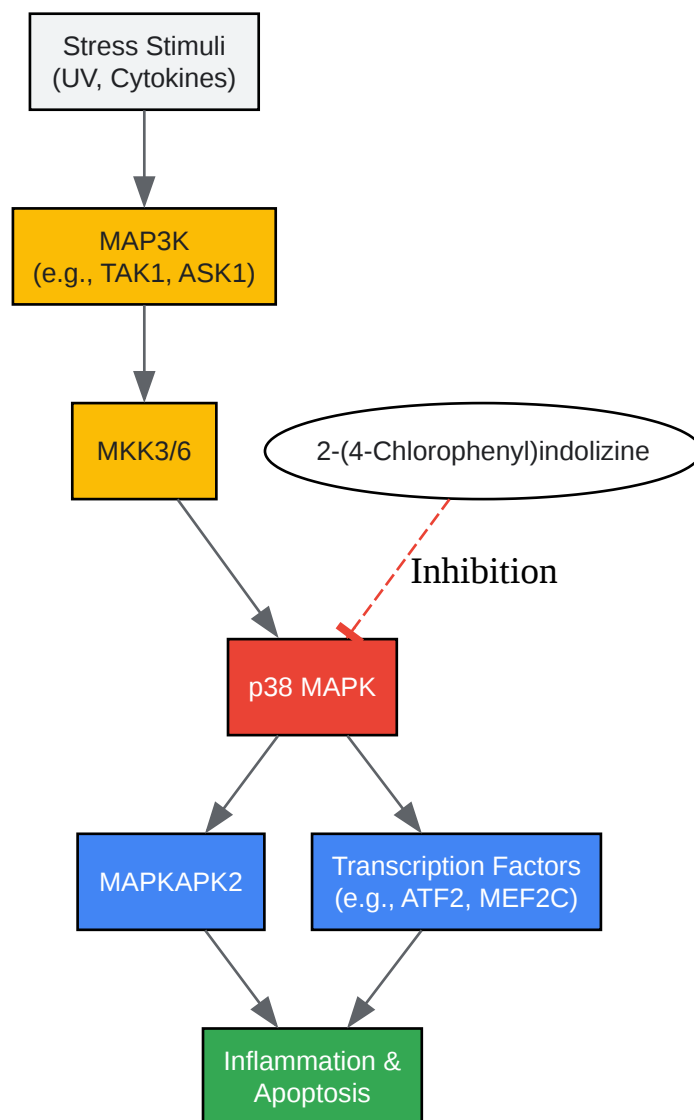 Stress Stimuli
(UV, Cytokines)
MAP3K
(e.g., TAK1, ASK1)
MKK3/6
2-(4-Chlorophenyl)indolizine
Inhibition
p38 MAPK
MAPKAPK2
Transcription Factors
(e.g., ATF2, MEF2C)
Inflammation &
Apoptosis